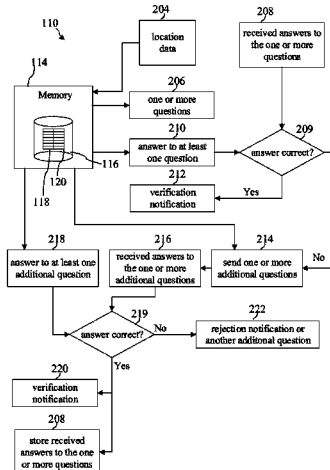 110
204
208
114
location
data
received answers to
the one or more
questions
Memory
206
one or more
questions
210
209
answer to at least
one question
answer correct?
116
120
118
212
verification
notification
Yes
218
216
214
answer to at least one
additional question
received answers to
the one or more
additional questions
send one or more
additional questions
No
219
222
answer correct?
No
rejection notification or
another additonal question
220
Yes
verification
notification
208
store received
answers to the one
or more questions